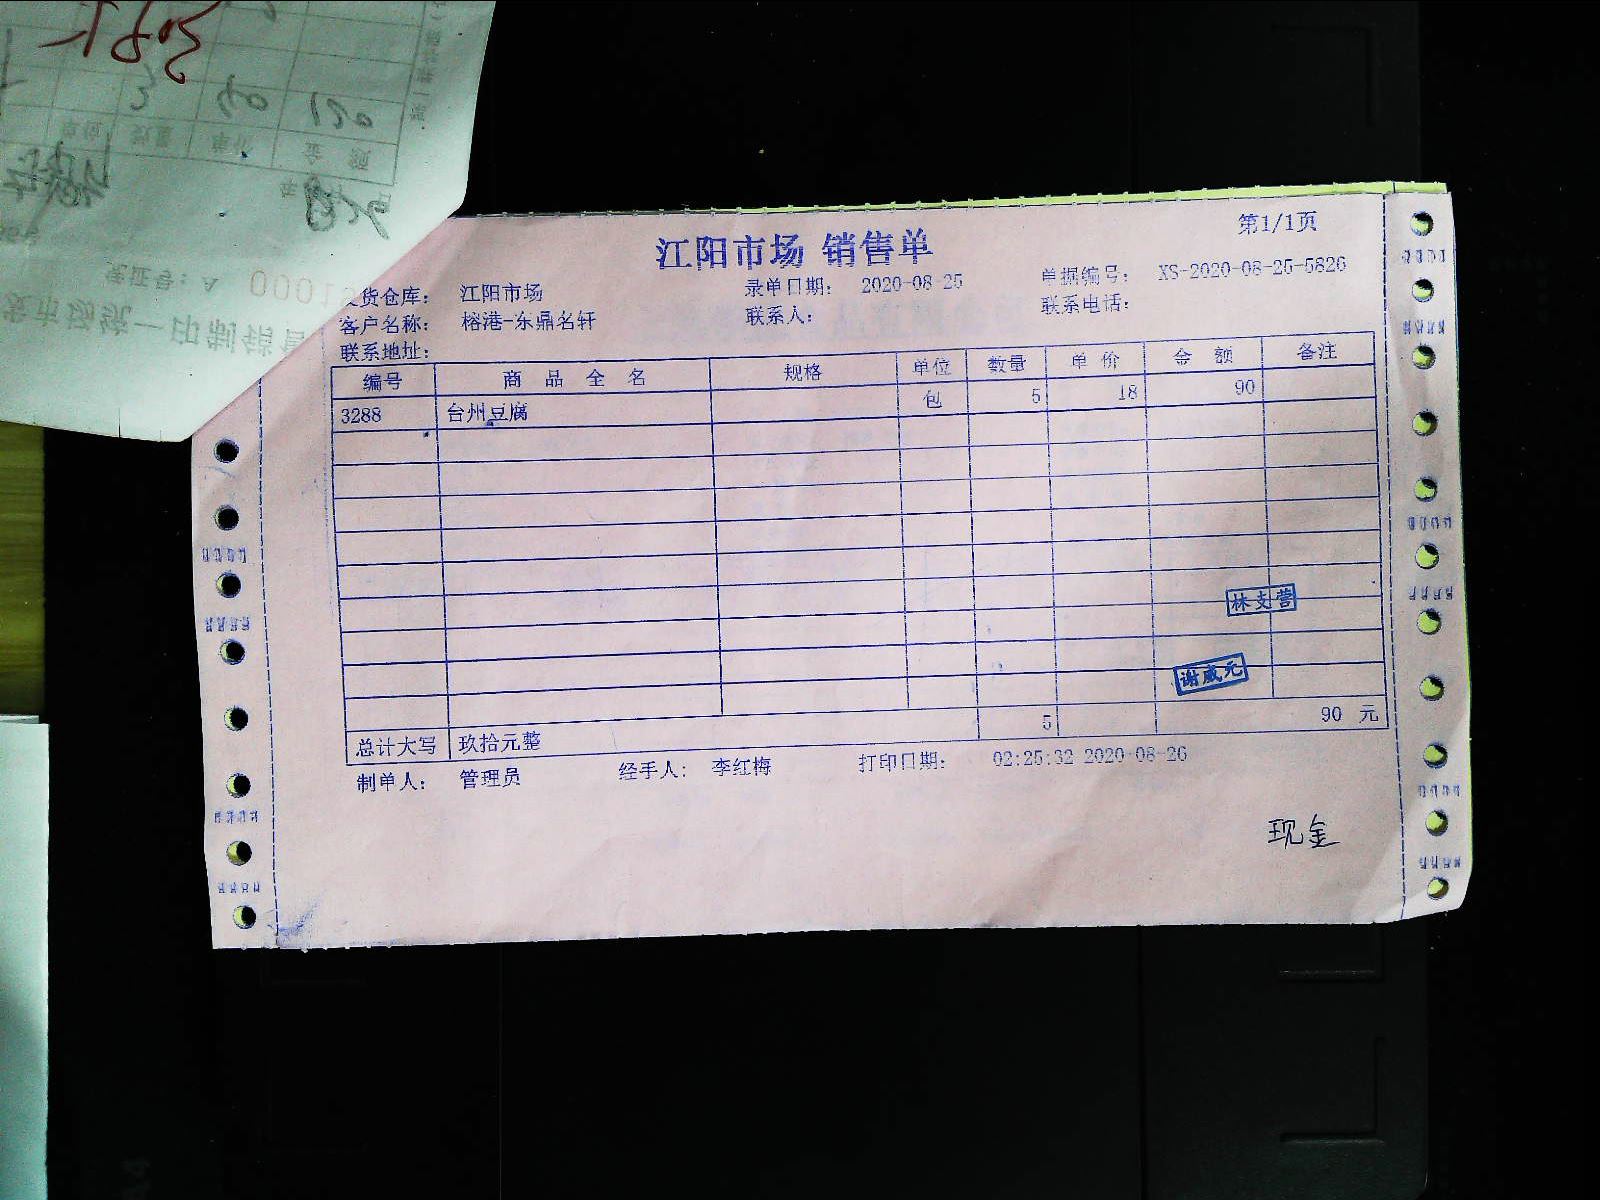 第1/1页
江阳市场 销售单
货仓库: 江阳市场 录单日期: 2020-08-25 单据编号: XS-2020-08-25-5826
客户名称: 榕港-东鼎名轩 联系人: 联系电话:
联系地址:
编号 商品全名 规格 单位 数量 单价 金额 备注
3288 台州豆腐 包 5 18 90
林支营
谢威元
总计大写 玖拾元整 5 90 元
制单人: 管理员 经手人: 李红梅 打印日期: 02:25:32 2020-08-26
现金